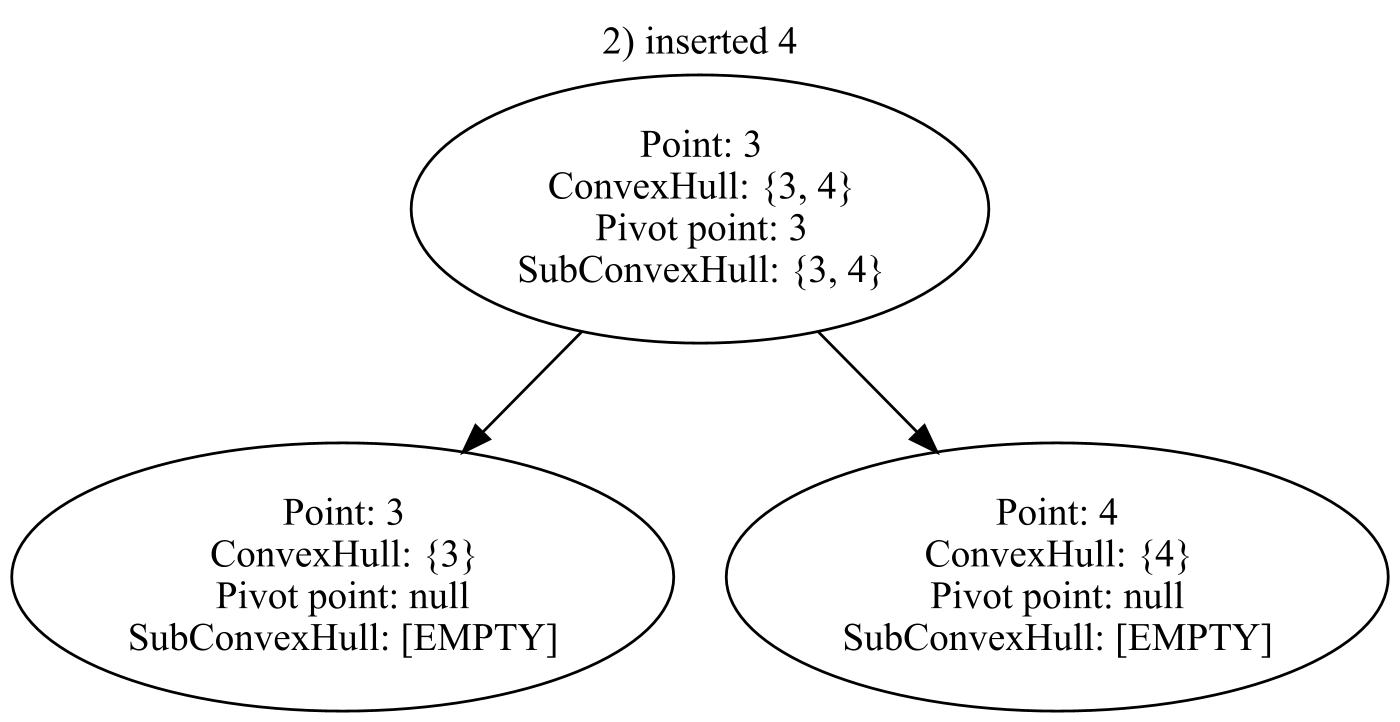 2) inserted 4
Point: 3
ConvexHull: {3, 4}
Pivot point: 3
SubConvexHull: {3, 4}
Point: 3
ConvexHull: {3}
Pivot point: null
SubConvexHull: [EMPTY]
Point: 4
ConvexHull: {4}
Pivot point: null
SubConvexHull: [EMPTY]